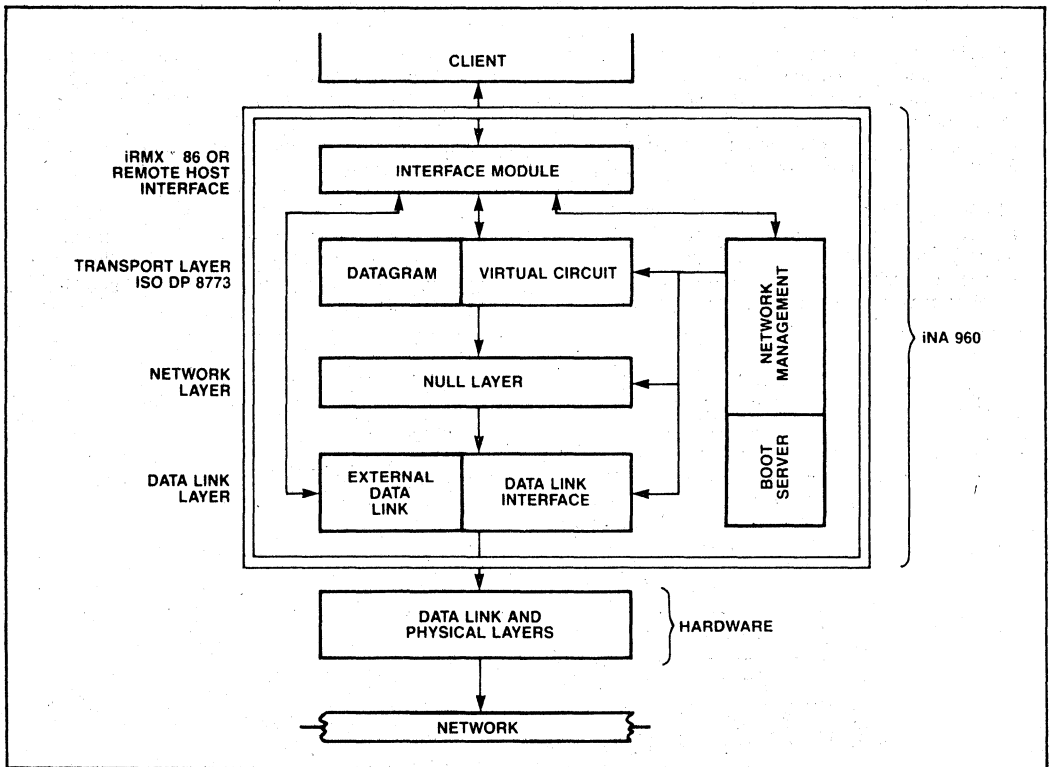 CLIENT
iRMX 86 OR
REMOTE HOST
INTERFACE
INTERFACE MODULE
TRANSPORT LAYER
ISO DP 8773
DATAGRAM
VIRTUAL CIRCUIT
NETWORK
MANAGEMENT
iNA 960
NETWORK
LAYER
NULL LAYER
DATA LINK
LAYER
EXTERNAL
DATA
LINK
DATA LINK
INTERFACE
BOOT
SERVER
DATA LINK AND
PHYSICAL LAYERS
HARDWARE
NETWORK